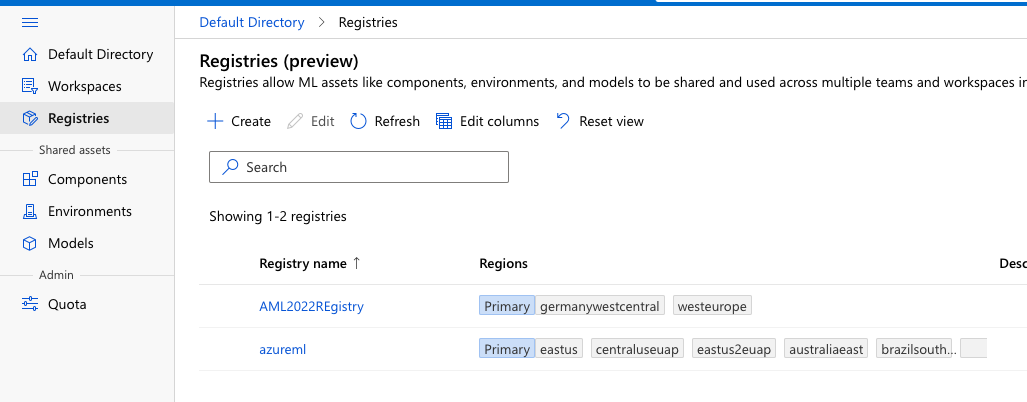 Default Directory > Registries
Default Directory
Workspaces
Registries
Shared assets
Components
Environments
Models
Admin
Quota
Registries (preview)
Registries allow ML assets like components, environments, and models to be shared and used across multiple teams and workspaces in
Create Edit Refresh Edit columns Reset view
Search
Showing 1-2 registries
Registry name ↑ Regions Desc
AML2022REgistry Primary germanywestcentral westeurope
azureml Primary eastus centraluseuap eastus2euap australiaeast brazilsouth...